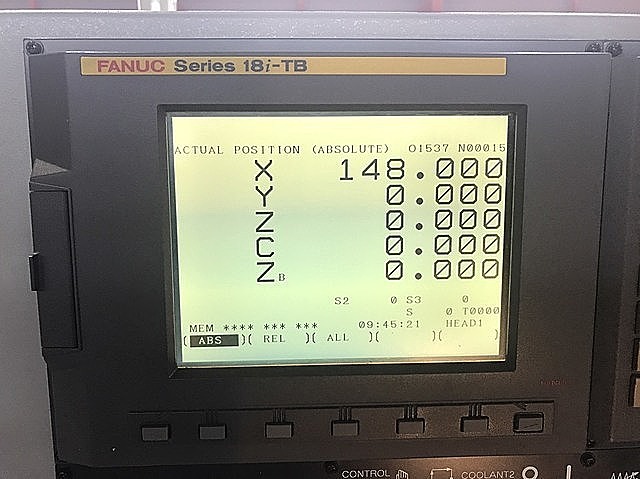 FANUC Series 18i-TB
ACTUAL POSITION (ABSOLUTE) O1537 N00015
X 148.000
Y 0.000
Z 0.000
C 0.000
Z B 0.000
S2 0 S3 0
S 0 T0000
MEM **** *** *** 09:45:21 HEAD1
( ABS )( REL )( ALL )( )( )
CONTROL COOLANT2